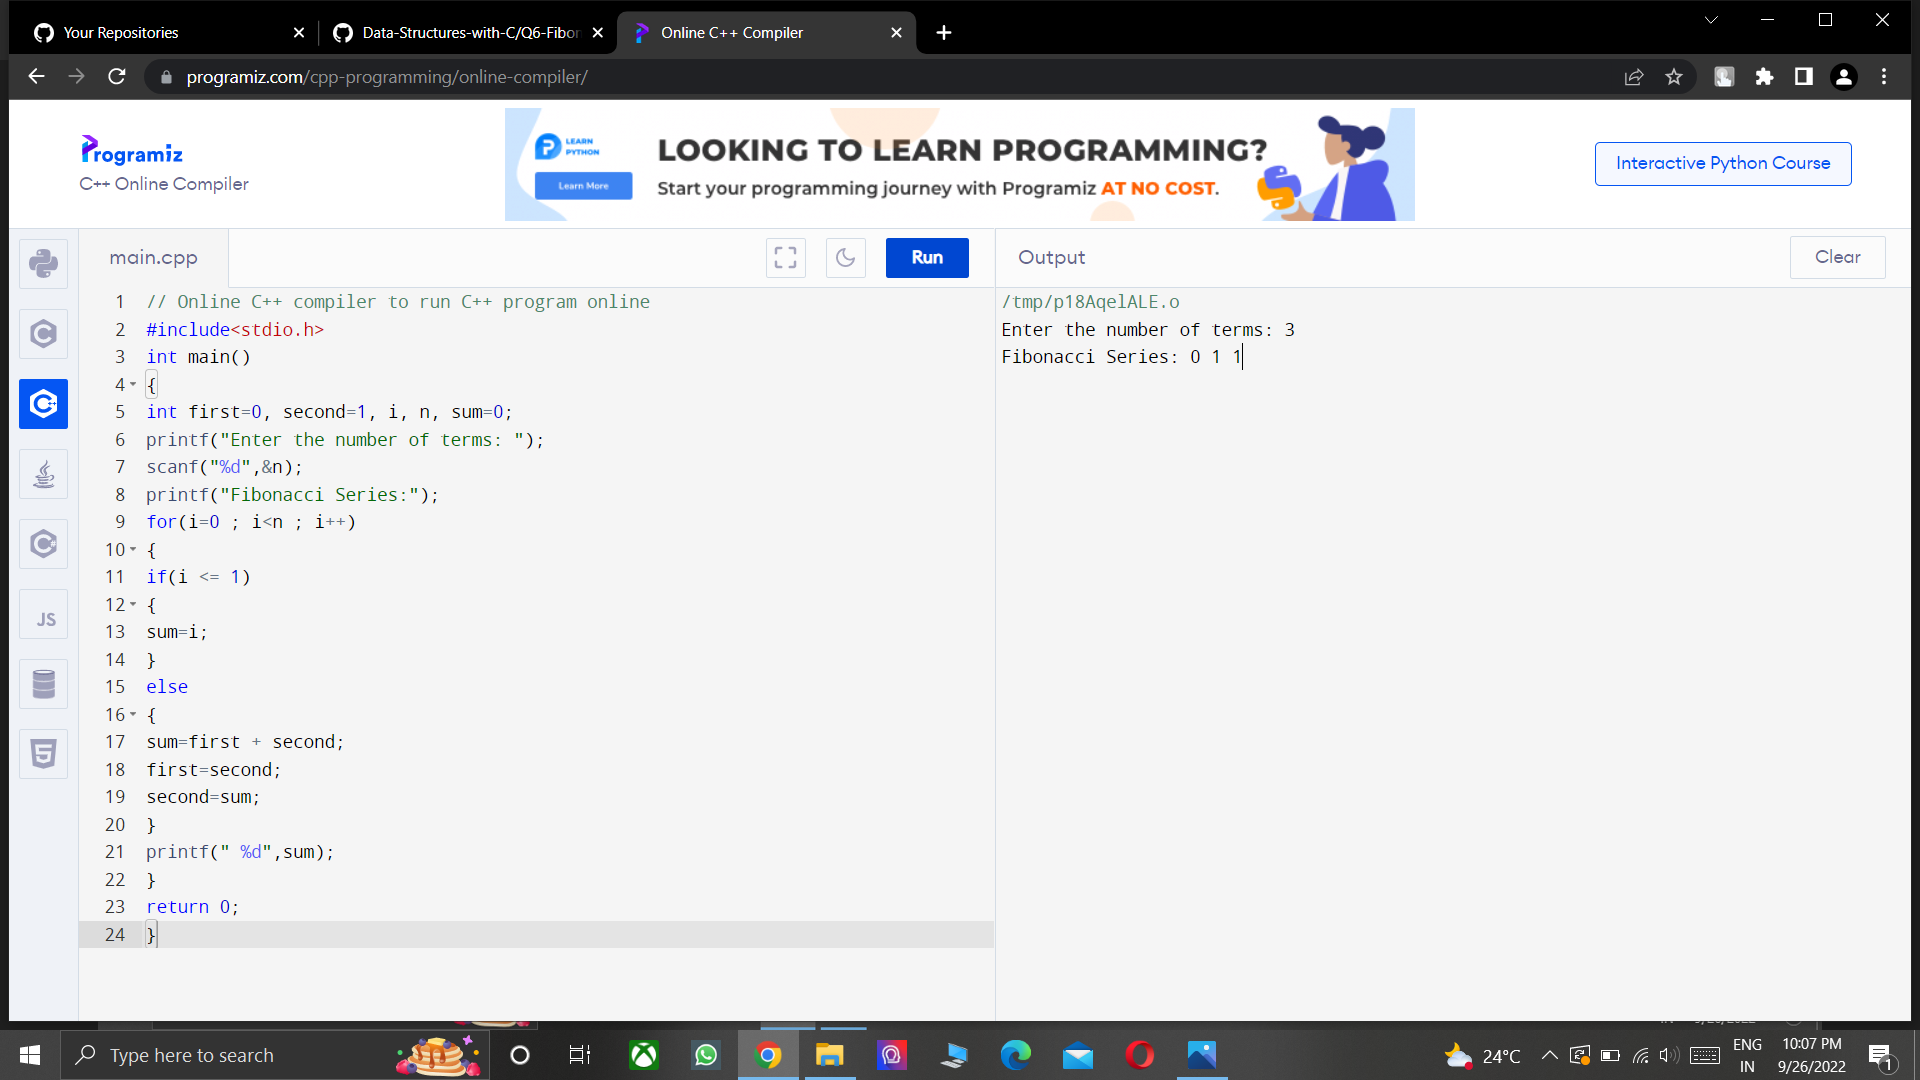 Your Repositories
Data-Structures-with-C/Q6-Fibon
Online C++ Compiler
programiz.com/cpp-programming/online-compiler/
Programiz
C++ Online Compiler
LEARN
PYTHON
Learn More
LOOKING TO LEARN PROGRAMMING?
Start your programming journey with Programiz AT NO COST.
Interactive Python Course
main.cpp
Run
Output
Clear
1 // Online C++ compiler to run C++ program online
2 #include<stdio.h>
3 int main()
4 {
5 int first=0, second=1, i, n, sum=0;
6 printf("Enter the number of terms: ");
7 scanf("%d",&n);
8 printf("Fibonacci Series:");
9 for(i=0 ; i<n ; i++)
10 {
11 if(i <= 1)
12 {
13 sum=i;
14 }
15 else
16 {
17 sum=first + second;
18 first=second;
19 second=sum;
20 }
21 printf(" %d",sum);
22 }
23 return 0;
24 }
/tmp/p18AqelALE.o
Enter the number of terms: 3
Fibonacci Series: 0 1 1
JS
Type here to search
24°C
ENG
IN
10:07 PM
9/26/2022
1